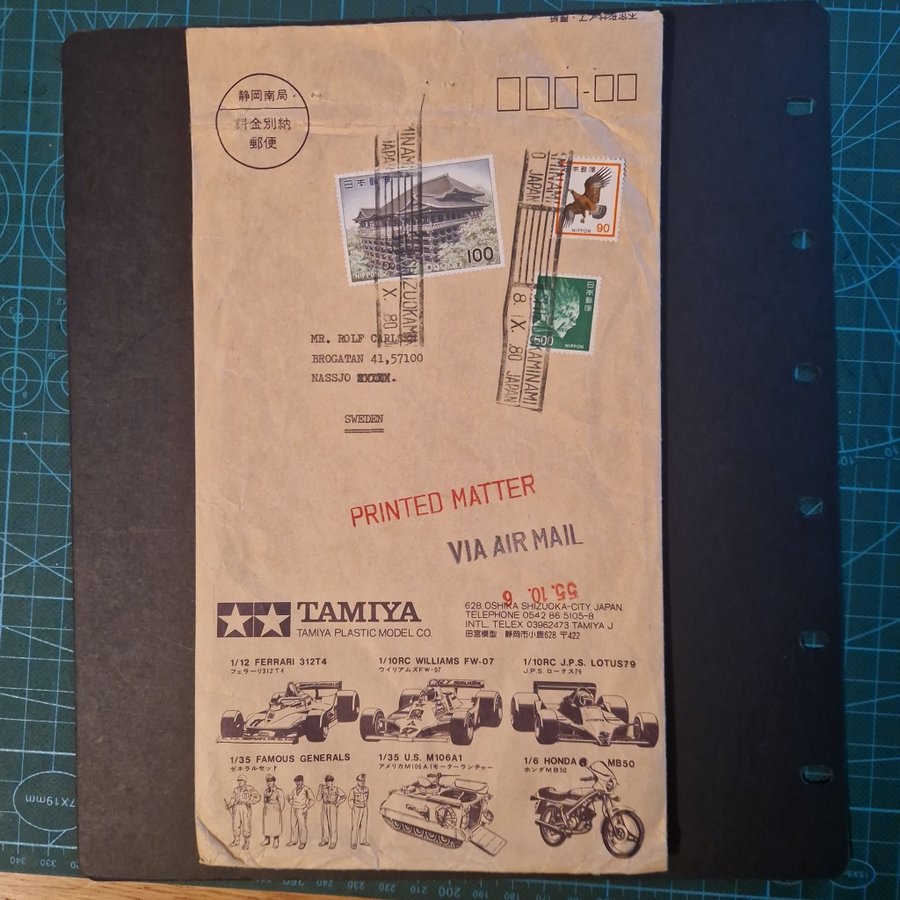 静岡南局
料金別納
郵便
日本郵便
NIPPON
100
MINAMI
JAPAN
SHIZUOKAMI
X. 80
日本郵便
NIPPON
90
MINAMI
JAPAN
8. X. 80
KAMINAMI
JAPAN
日本郵便
500
NIPPON
MR. ROLF CARLSEN
BROGATAN 41,57100
NASSJO
SWEDEN
PRINTED MATTER
VIA AIR MAIL
55.10. 6
TAMIYA
TAMIYA PLASTIC MODEL CO.
628, OSHIKA SHIZUOKA-CITY, JAPAN.
TELEPHONE 0542 86 5105-8
INTL. TELEX 03962473 TAMIYA J
田宮模型 静岡市小鹿628 〒422
1/12 FERRARI 312T4
フェラーリ312T4
1/10RC WILLIAMS FW-07
ウイリアムズFW-07
1/10RC J.P.S. LOTUS79
J.P.S.ロータス79
1/35 FAMOUS GENERALS
ゼネラルセット
1/35 U.S. M106A1
アメリカM106A1モーターランチャー
1/6 HONDA MB50
ホンダMB50